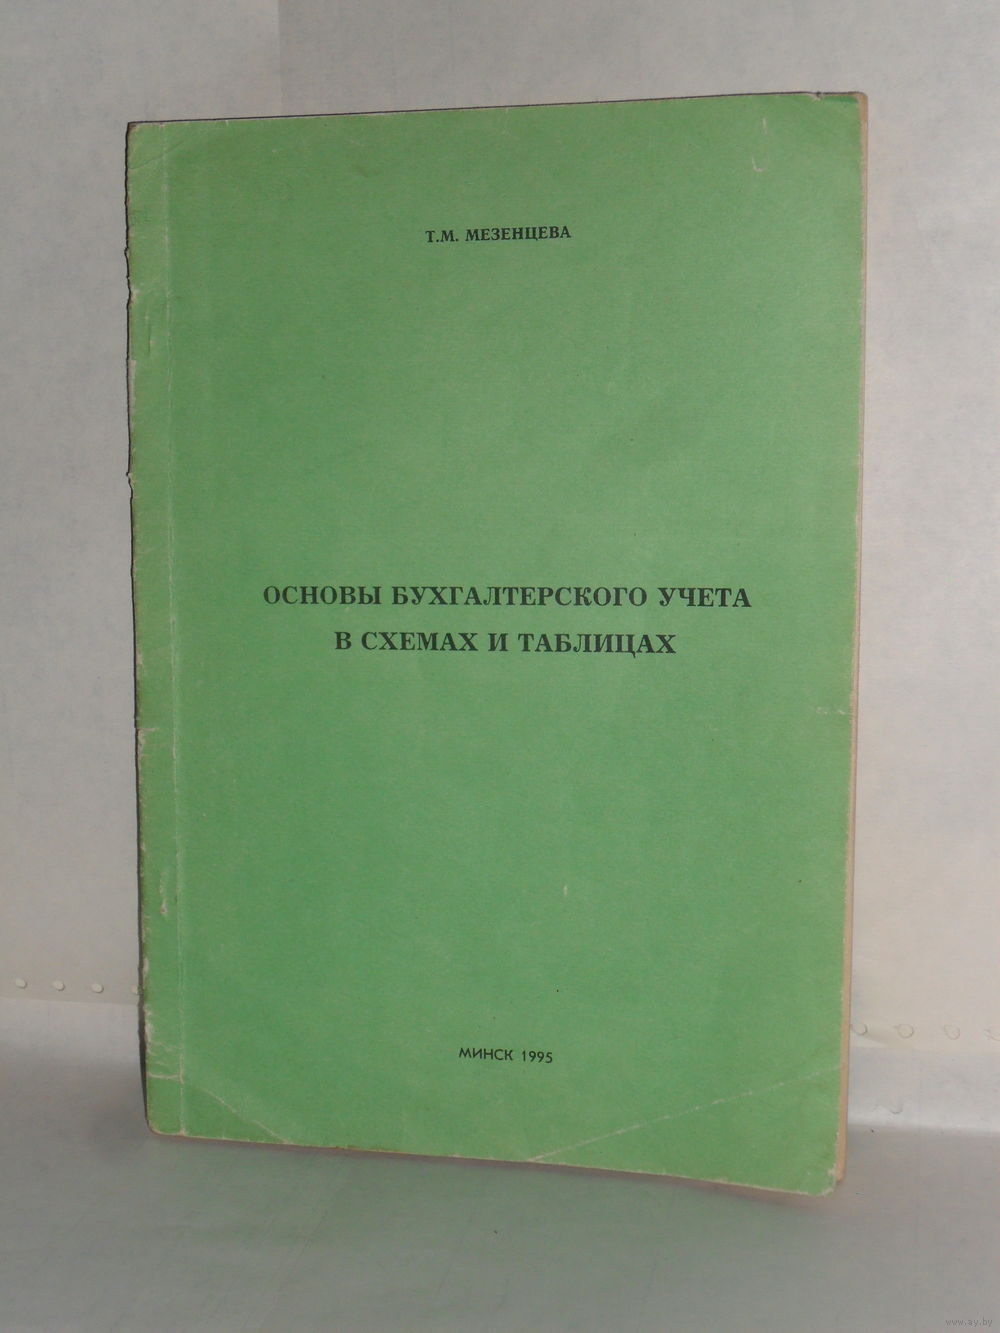 Т.М. МЕЗЕНЦЕВА
ОСНОВЫ БУХГАЛТЕРСКОГО УЧЕТА
В СХЕМАХ И ТАБЛИЦАХ
МИНСК 1995
www.ay.by